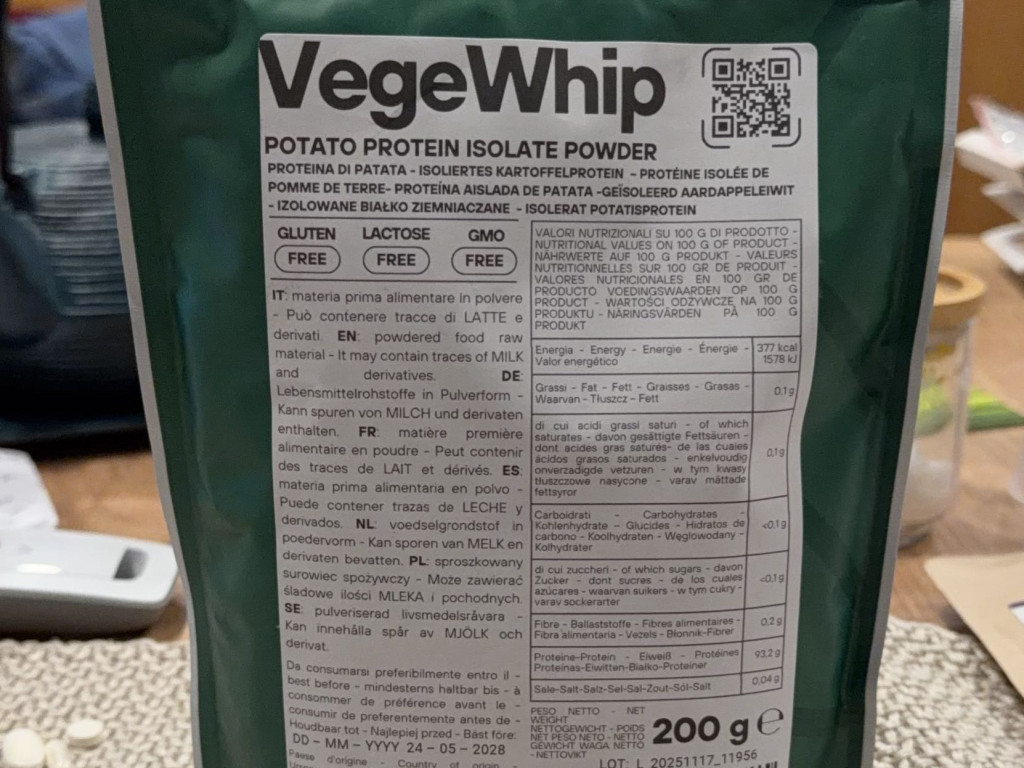 VegeWhip
POTATO PROTEIN ISOLATE POWDER
PROTEINA DI PATATA - ISOLIERTES KARTOFFELPROTEIN - PROTÉINE ISOLÉE DE
POMME DE TERRE- PROTEÍNA AISLADA DE PATATA -GEÏSOLEERD AARDAPPELEIWIT
- IZOLOWANE BIAŁKO ZIEMNIACZANE - ISOLERAT POTATISPROTEIN
GLUTEN LACTOSE GMO
FREE FREE FREE
IT: materia prima alimentare in polvere
- Può contenere tracce di LATTE e
derivati. EN: powdered food raw
material - It may contain traces of MILK
and derivatives. DE:
Lebensmittelrohstoffe in Pulverform -
Kann spuren von MILCH und derivaten
enthalten. FR: matière première
alimentaire en poudre - Peut contenir
des traces de LAIT et dérivés. ES:
materia prima alimentaria en polvo -
Puede contener trazas de LECHE y
derivados. NL: voedselgrondstof in
poedervorm - Kan sporen van MELK en
derivaten bevatten. PL: sproszkowany
surowiec spożywczy - Może zawierać
śladowe ilości MLEKA i pochodnych.
SE: pulveriserad livsmedelsråvara -
Kan innehålla spår av MJÖLK och
derivat.
Da consumarsi preferibilmente entro il -
best before - mindestens haltbar bis - à
consommer de préférence avant le -
consumir de preferentemente antes de -
Houdbaar tot - Najlepiej przed - Bäst före:
DD - MM - YYYY 24 - 05 - 2028
d'origine - Country of origin -
VALORI NUTRIZIONALI SU 100 G DI PRODOTTO -
NUTRITIONAL VALUES ON 100 G OF PRODUCT -
NÄHRWERTE AUF 100 G PRODUKT - VALEURS
NUTRITIONNELLES SUR 100 GR DE PRODUIT -
VALORES NUTRICIONALES EN 100 GR DE
PRODUCTO VOEDINGSWAARDEN OP 100 G
PRODUCT - WARTOŚCI ODŻYWCZE NA 100 G
PRODUKTU - NÄRINGSVÄRDEN PÅ 100 G
PRODUKT
Energia - Energy - Energie - Énergie - 377 kcal
Valor energético 1578 kJ
Grassi - Fat - Fett - Graisses - Grasas - 0,1 g
Waarvan - Tłuszcz - Fett
di cui acidi grassi saturi - of which
saturates - davon gesättigte Fettsäuren -
dont acides gras saturés- de las cuales
ácidos grasos saturados - enkelvoudig 0,1 g
onverzadigde vetzuren - w tym kwasy
tłuszczowe nasycone - varav mättade
fettsyror
Carboidrati - Carbohydrates -
Kohlenhydrate - Glucides - Hidratos de <0,1 g
carbono - Koolhydraten - Węglowodany -
Kolhydrater
di cui zuccheri - of which sugars - davon
Zucker - dont sucres - de los cuales <0,1 g
azúcares - waarvan suikers - w tym cukry -
varav sockerarter
Fibre - Ballaststoffe - Fibres alimentaires - 0,2 g
Fibra alimentaria - Vezels - Błonnik-Fibrer
Proteine-Protein - Eiweiß - Protéines 93,2 g
Proteínas-Eiwitten-Białko-Proteiner
Sale-Salt-Salz-Sel-Sal-Zout-Sól-Salt 0,04 g
PESO NETTO - NET
WEIGHT
NETTOGEWICHT - POIDS
NET PESO NETO - NETTO
GEWICHT WAGA NETTO
- NETTOVIKT
200 g ℮
LOT: L 20251117_11956